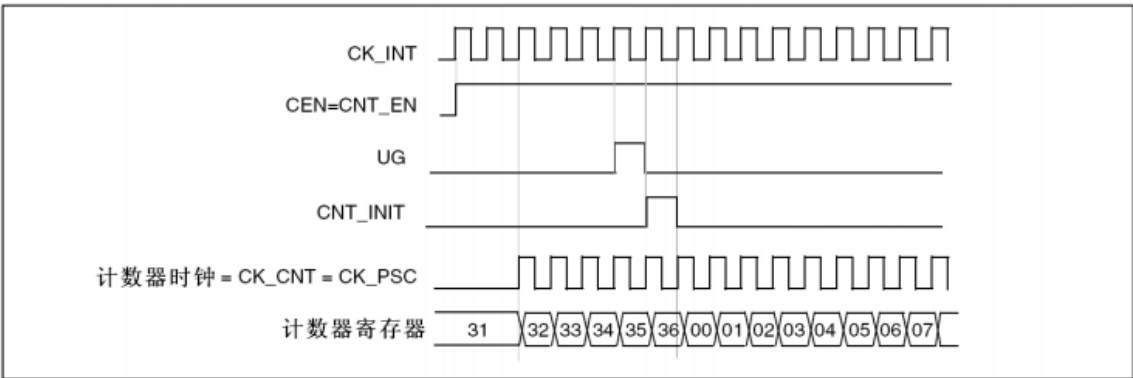 CK_INT
CEN=CNT_EN
UG
CNT_INIT
计数器时钟 = CK_CNT = CK_PSC
计数器寄存器 31 32 33 34 35 36 00 01 02 03 04 05 06 07